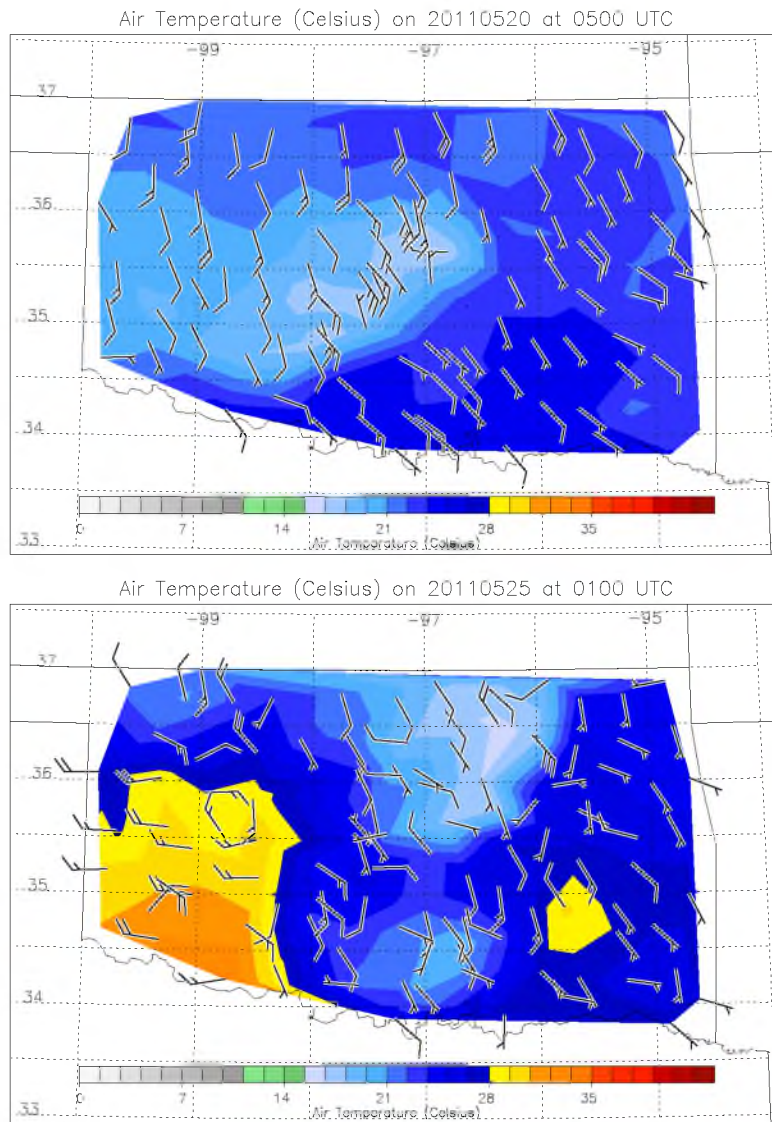 Air Temperature (Celsius) on 20110520 at 0500 UTC
-99 -97 -95
37
36
35
34
33
0 7 14 21 28 35
Air Temperature (Celsius)
Air Temperature (Celsius) on 20110525 at 0100 UTC
-99 -97 -95
37
36
35
34
33
0 7 14 21 28 35
Air Temperature (Celsius)